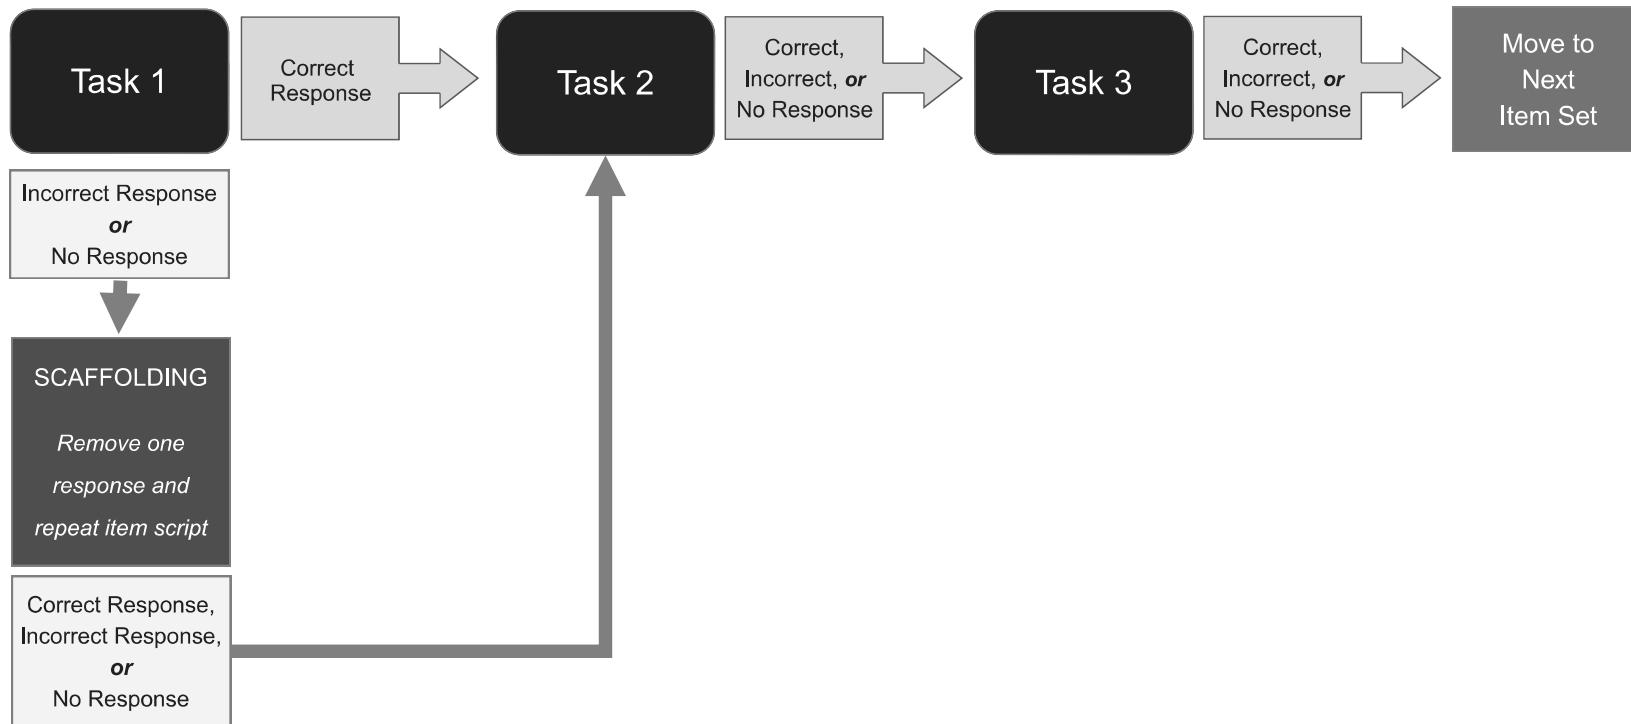 Task 1
Correct
Response
Task 2
Correct,
Incorrect, or
No Response
Task 3
Correct,
Incorrect, or
No Response
Move to
Next
Item Set
Incorrect Response
or
No Response
SCAFFOLDING
Remove one
response and
repeat item script
Correct Response,
Incorrect Response,
or
No Response